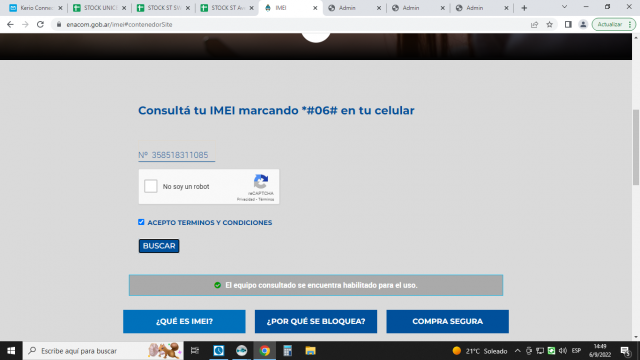 Kerio Connec
STOCK UNIC
STOCK ST SM
STOCK ST An
IMEI
Admin
Admin
Admin
enacom.gob.ar/imei#contenedorSite
Actualizar
Consultá tu IMEI marcando *#06# en tu celular
Nº 358518311085
No soy un robot
reCAPTCHA
Privacidad - Términos
ACEPTO TERMINOS Y CONDICIONES
BUSCAR
El equipo consultado se encuentra habilitado para el uso.
¿QUÉ ES IMEI?
¿POR QUÉ SE BLOQUEA?
COMPRA SEGURA
Escribe aquí para buscar
21°C Soleado
ESP
14:49
6/9/2022